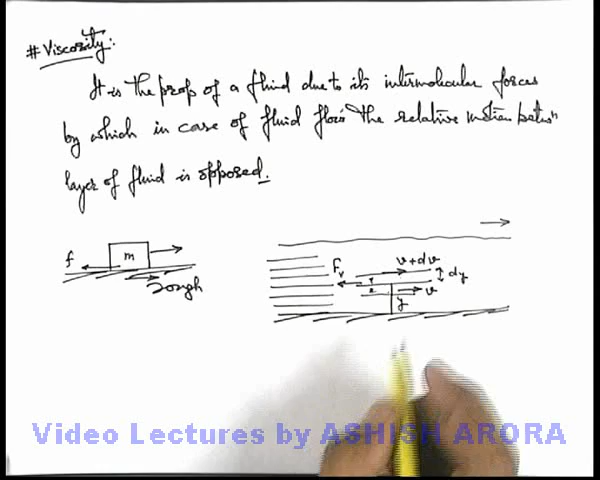 # Viscosity:
It is the prop of a fluid due to its intermolecular forces
by which in case of fluid flow the relative motion betwn
layer of fluid is opposed.
f m
rough
Fv v+dv dy
v
y
Video Lectures by ASHISH ARORA